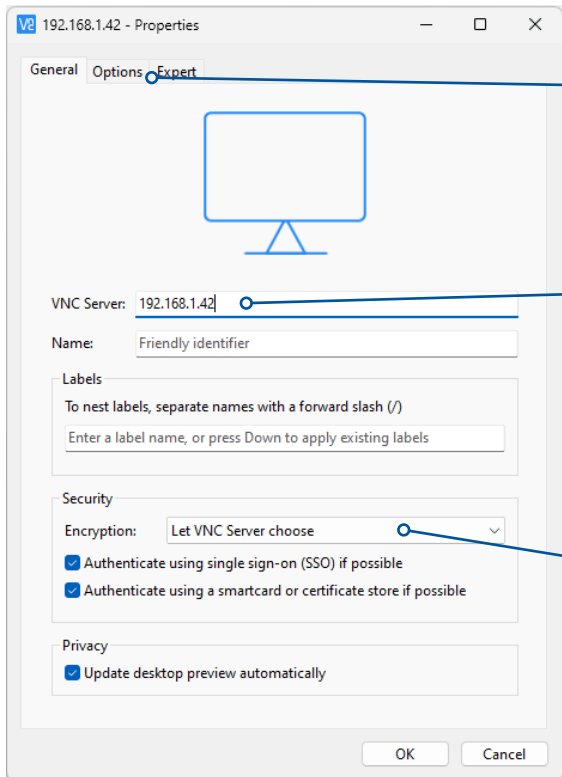 V2 192.168.1.42 - Properties
General Options Expert
VNC Server: 192.168.1.42
Name: Friendly identifier
Labels
To nest labels, separate names with a forward slash (/)
Enter a label name, or press Down to apply existing labels
Security
Encryption: Let VNC Server choose
Authenticate using single sign-on (SSO) if possible
Authenticate using a smartcard or certificate store if possible
Privacy
Update desktop preview automatically
OK Cancel